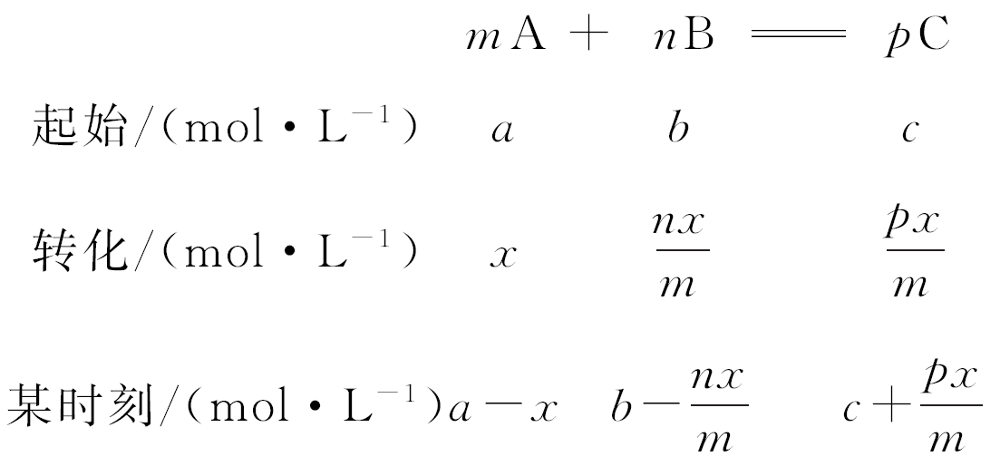 mA + nB ══ pC
起始/(mol·L⁻¹) a b c
转化/(mol·L⁻¹) x nx/m px/m
某时刻/(mol·L⁻¹) a－x b－nx/m c＋px/m